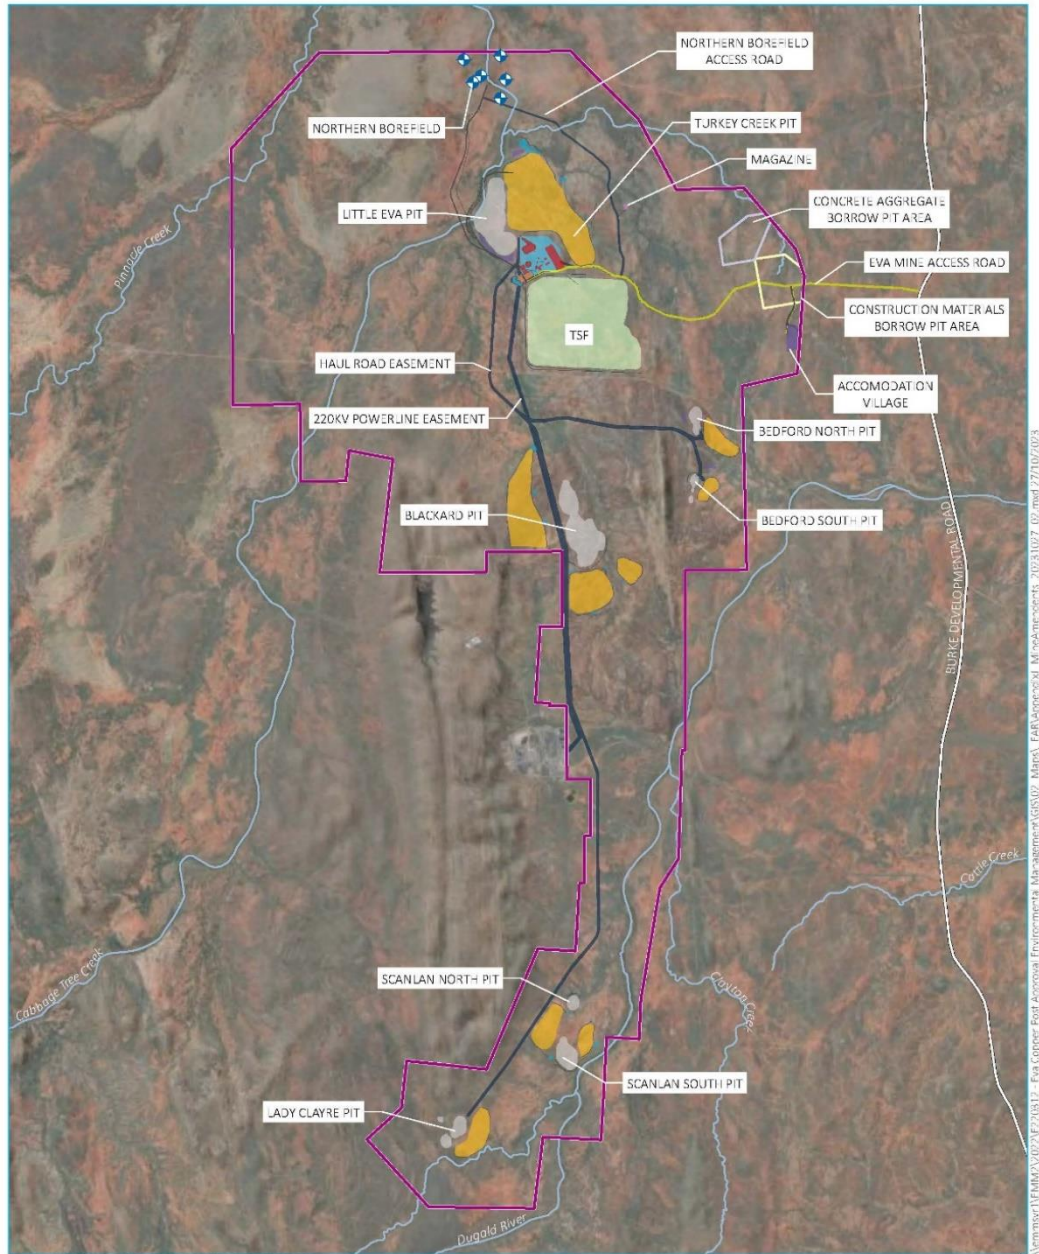 NORTHERN BOREFIELD
ACCESS ROAD
NORTHERN BOREFIELD
TURKEY CREEK PIT
MAGAZINE
CONCRETE AGGREGATE
BORROW PIT AREA
LITTLE EVA PIT
Pinnacle Creek
EVA MINE ACCESS ROAD
CONSTRUCTION MATERIALS
BORROW PIT AREA
TSF
HAUL ROAD EASEMENT
ACCOMODATION
VILLAGE
220KV POWERLINE EASEMENT
BEDFORD NORTH PIT
BLACKARD PIT
BEDFORD SOUTH PIT
BURKE DEVELOPMENTAL ROAD
Cattle Creek
Cabbage Tree Creek
SCANLAN NORTH PIT
Claxton Creek
SCANLAN SOUTH PIT
LADY CLAYRE PIT
Dugald River